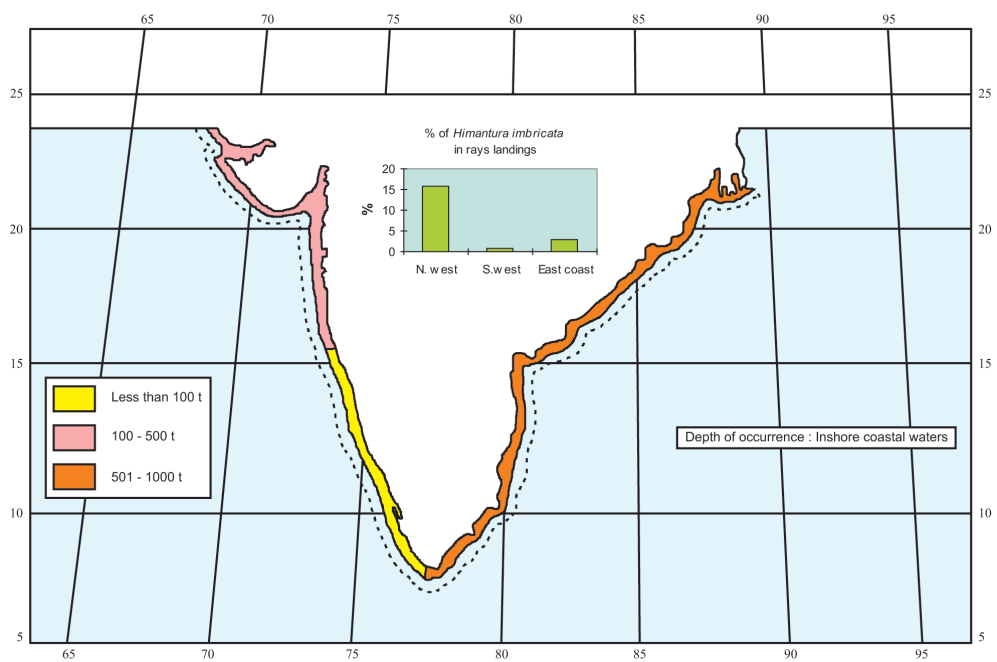 65 70 75 80 85 90 95
25 25
% of Himantura imbricata
in rays landings
20
15
10
5
0
%
N. west S.west East coast
20 20
15 15
Less than 100 t
100 - 500 t
501 - 1000 t
Depth of occurrence : Inshore coastal waters
10 10
5 5
65 70 75 80 85 90 95